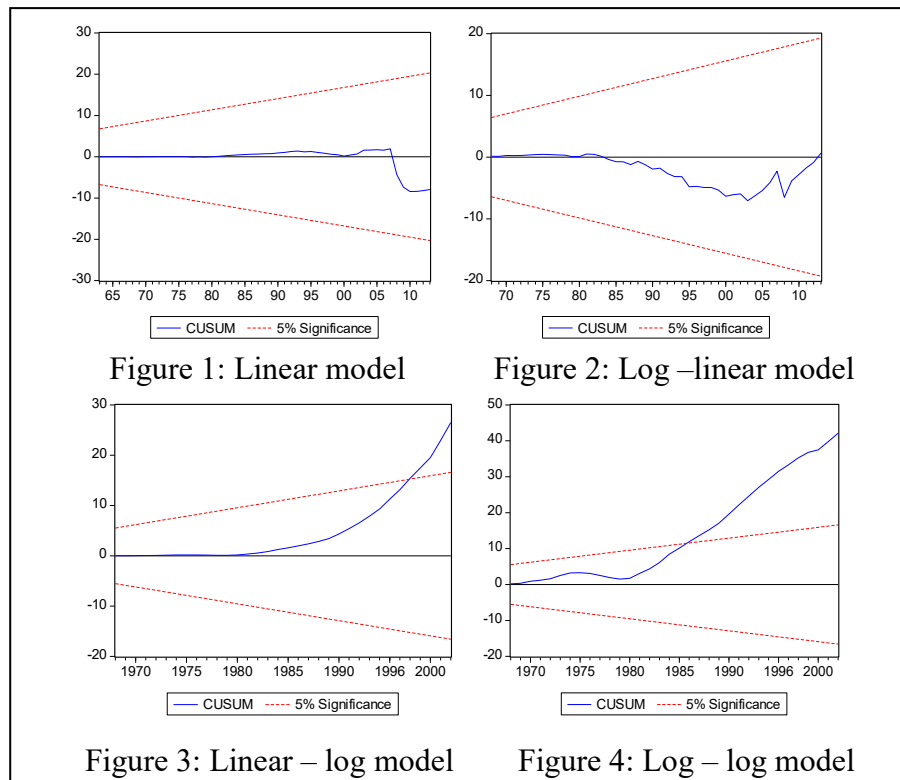 30
20
10
0
-10
-20
-30
65 70 75 80 85 90 95 00 05 10
CUSUM 5% Significance
Figure 1: Linear model
20
10
0
-10
-20
70 75 80 85 90 95 00 05 10
CUSUM 5% Significance
Figure 2: Log –linear model
30
20
10
0
-10
-20
1970 1975 1980 1985 1990 1996 2000
CUSUM 5% Significance
Figure 3: Linear – log model
50
40
30
20
10
0
-10
-20
1970 1975 1980 1985 1990 1996 2000
CUSUM 5% Significance
Figure 4: Log – log model